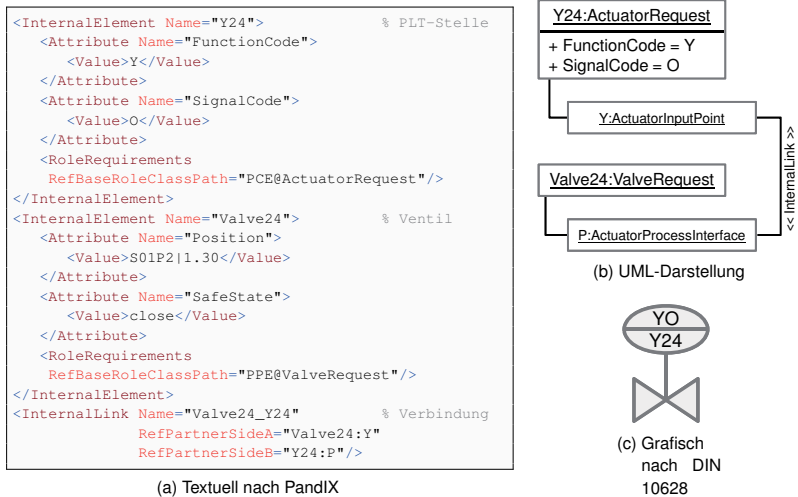 <InternalElement Name="Y24"> % PLT-Stelle
<Attribute Name="FunctionCode">
<Value>Y</Value>
</Attribute>
<Attribute Name="SignalCode">
<Value>O</Value>
</Attribute>
<RoleRequirements
RefBaseRoleClassPath="PCE@ActuatorRequest"/>
</InternalElement>
<InternalElement Name="Valve24"> % Ventil
<Attribute Name="Position">
<Value>S01P2|1.30</Value>
</Attribute>
<Attribute Name="SafeState">
<Value>close</Value>
</Attribute>
<RoleRequirements
RefBaseRoleClassPath="PPE@ValveRequest"/>
</InternalElement>
<InternalLink Name="Valve24_Y24" % Verbindung
RefPartnerSideA="Valve24:Y"
RefPartnerSideB="Y24:P"/>
(a) Textuell nach PandIX
Y24:ActuatorRequest
+ FunctionCode = Y
+ SignalCode = O
Y:ActuatorInputPoint
<< InternalLink >>
Valve24:ValveRequest
P:ActuatorProcessInterface
(b) UML-Darstellung
YO
Y24
(c) Grafisch
nach DIN
10628